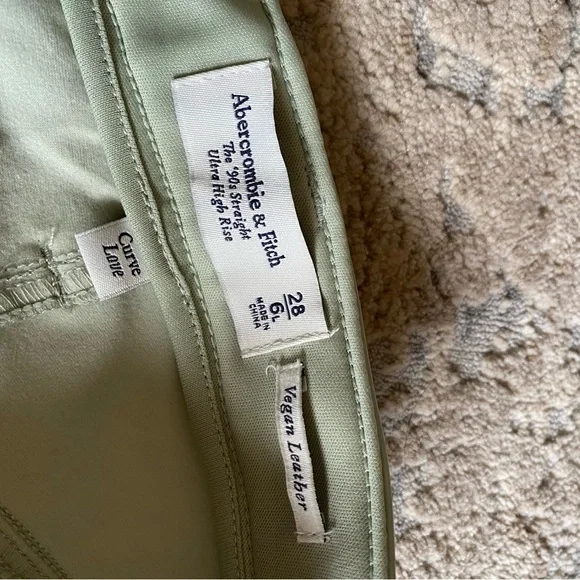 Abercrombie & Fitch
The '90s Straight
Ultra High Rise
28
6L
MADE IN
CHINA
Vegan Leather
Curve
Love